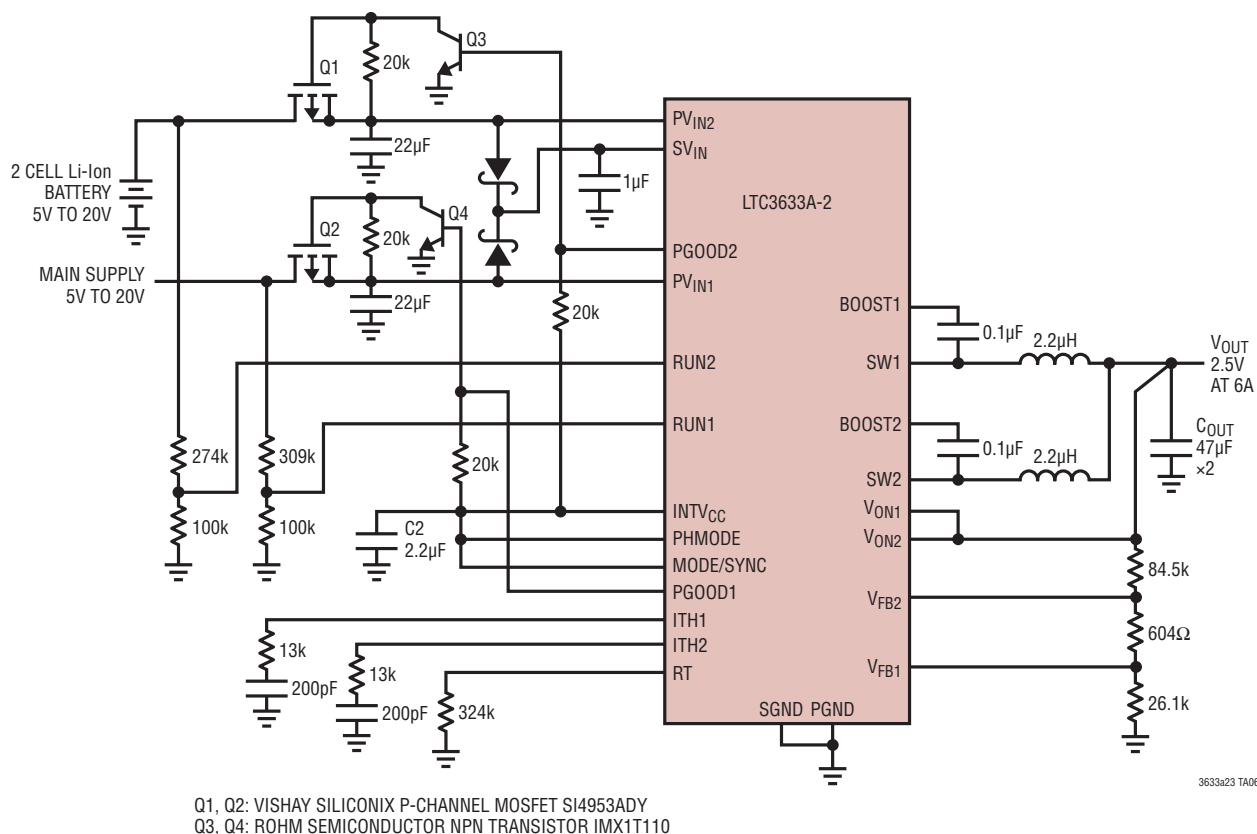 Q3
20k
Q1
PVIN2
22µF
SVIN
2 CELL Li-Ion
BATTERY
5V TO 20V
1µF
LTC3633A-2
Q4
Q2
20k
PGOOD2
MAIN SUPPLY
5V TO 20V
PVIN1
22µF
20k
BOOST1
0.1µF
2.2µH
VOUT
2.5V
AT 6A
RUN2
SW1
RUN1
BOOST2
0.1µF
2.2µH
COUT
47µF
×2
274k
309k
20k
SW2
100k
100k
C2
2.2µF
INTVCC
VON1
PHMODE
VON2
MODE/SYNC
84.5k
PGOOD1
VFB2
ITH1
604Ω
13k
ITH2
13k
RT
VFB1
200pF
200pF
324k
26.1k
SGND PGND
3633a23 TA06
Q1, Q2: VISHAY SILICONIX P-CHANNEL MOSFET SI4953ADY
Q3, Q4: ROHM SEMICONDUCTOR NPN TRANSISTOR IMX1T110